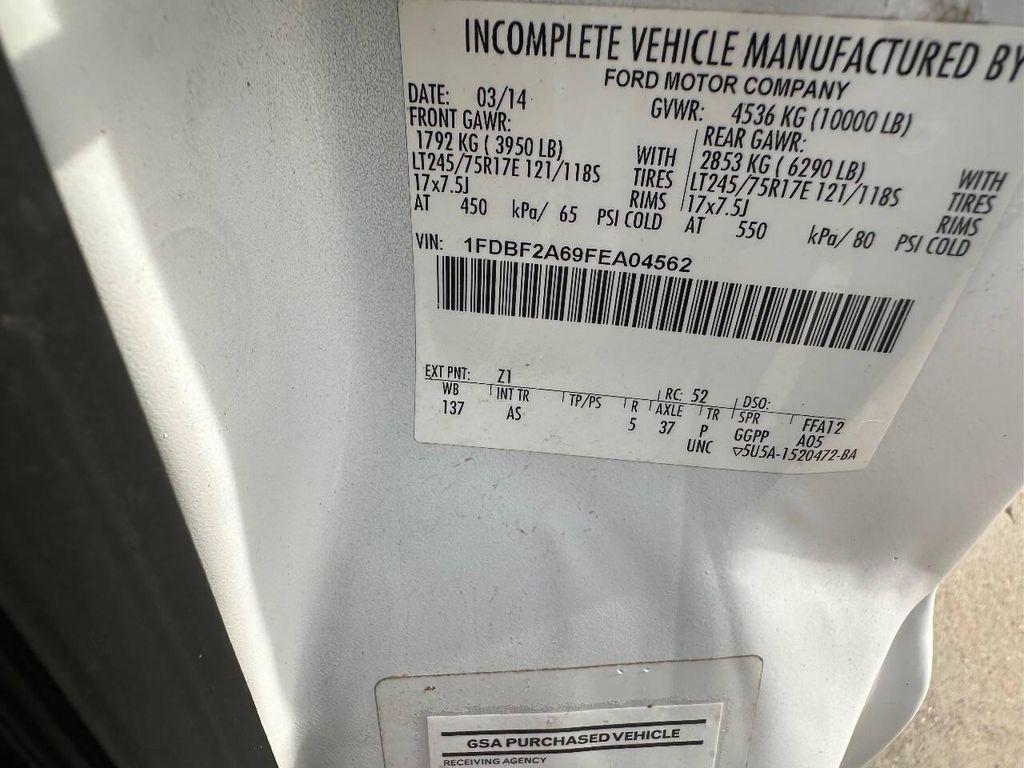 INCOMPLETE VEHICLE MANUFACTURED BY
FORD MOTOR COMPANY
DATE: 03/14 GVWR: 4536 KG (10000 LB)
FRONT GAWR: REAR GAWR:
1792 KG ( 3950 LB) WITH 2853 KG ( 6290 LB) WITH
LT245/75R17E 121/118S TIRES LT245/75R17E 121/118S TIRES
17x7.5J RIMS 17x7.5J RIMS
AT 450 kPa/ 65 PSI COLD AT 550 kPa/ 80 PSI COLD
VIN: 1FDBF2A69FEA04562
EXT PNT: Z1 RC: 52 DSO:
WB INT TR TP/PS R AXLE TR SPR FFA12
137 AS 5 37 P GGPP A05
UNC ▽5U5A-1520472-BA
GSA PURCHASED VEHICLE
RECEIVING AGENCY